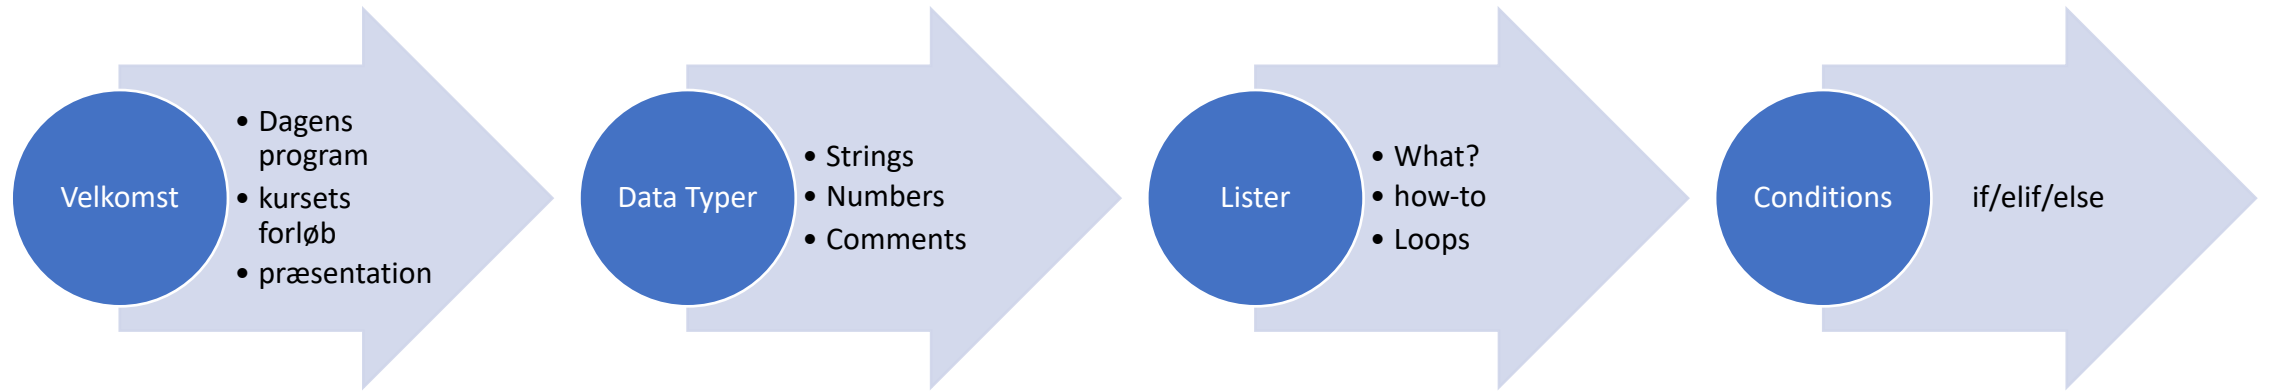 Velkomst
• Dagens
program
• kursets
forløb
• præsentation
Data Typer
• Strings
• Numbers
• Comments
Lister
• What?
• how-to
• Loops
Conditions
if/elif/else